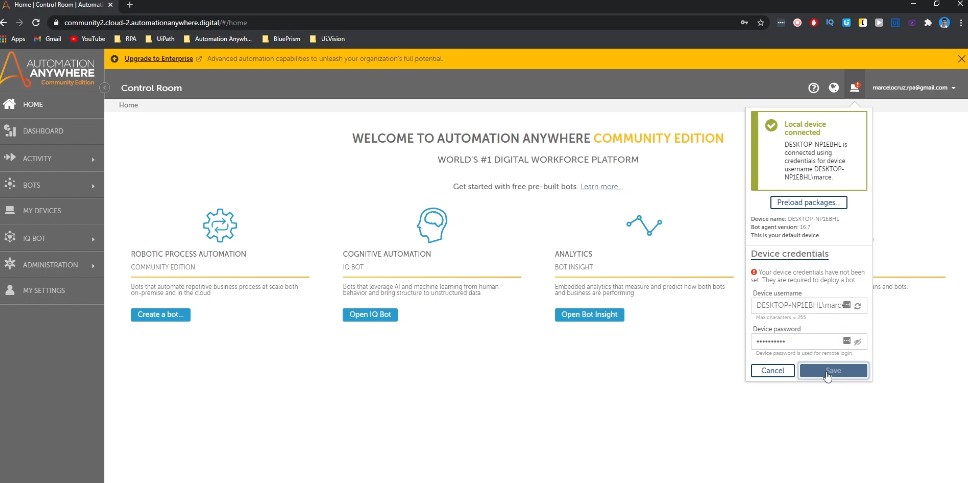 Home | Control Room | Automati
community2.cloud-2.automationanywhere.digital/#/home
Apps Gmail YouTube RPA UiPath Automation Anywh... BluePrism Ui.Vision
AUTOMATION
ANYWHERE
Community Edition
Upgrade to Enterprise Advanced automation capabilities to unleash your organization's full potential.
Control Room
marcelocruz.rpa@gmail.com
Home
HOME
DASHBOARD
ACTIVITY
BOTS
MY DEVICES
IQ BOT
ADMINISTRATION
MY SETTINGS
WELCOME TO AUTOMATION ANYWHERE COMMUNITY EDITION
WORLD'S #1 DIGITAL WORKFORCE PLATFORM
Get started with free pre-built bots. Learn more...
ROBOTIC PROCESS AUTOMATION
COMMUNITY EDITION
Bots that automate repetitive business process at scale both
on-premise and in the cloud
Create a bot...
COGNITIVE AUTOMATION
IQ BOT
Bots that leverage AI and machine learning from human
behavior and bring structure to unstructured data
Open IQ Bot
ANALYTICS
BOT INSIGHT
Embedded analytics that measure and predict how both bots
and business are performing
Open Bot Insight
ns and bots.
Local device
connected
DESKTOP-NP1EBHL is
connected using
credentials for device
username DESKTOP-
NP1EBHL\marce.
Preload packages...
Device name: DESKTOP-NP1EBHL
Bot agent version: 16.7
This is your default device
Device credentials
Your device credentials have not been
set. They are required to deploy a bot.
Device username
DESKTOP-NP1EBHL\marc
Max characters = 255
Device password
••••••••••
Device password is used for remote login.
Cancel
Save